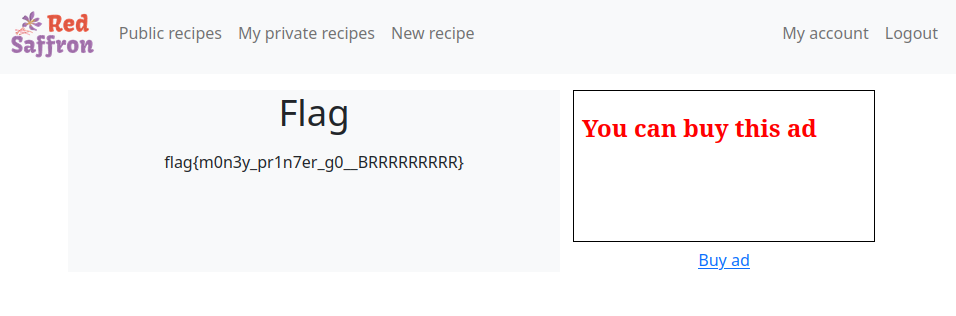 Red
Saffron
Public recipes My private recipes New recipe My account Logout
Flag
flag{m0n3y_pr1n7er_g0__BRRRRRRRRRR}
You can buy this ad
Buy ad